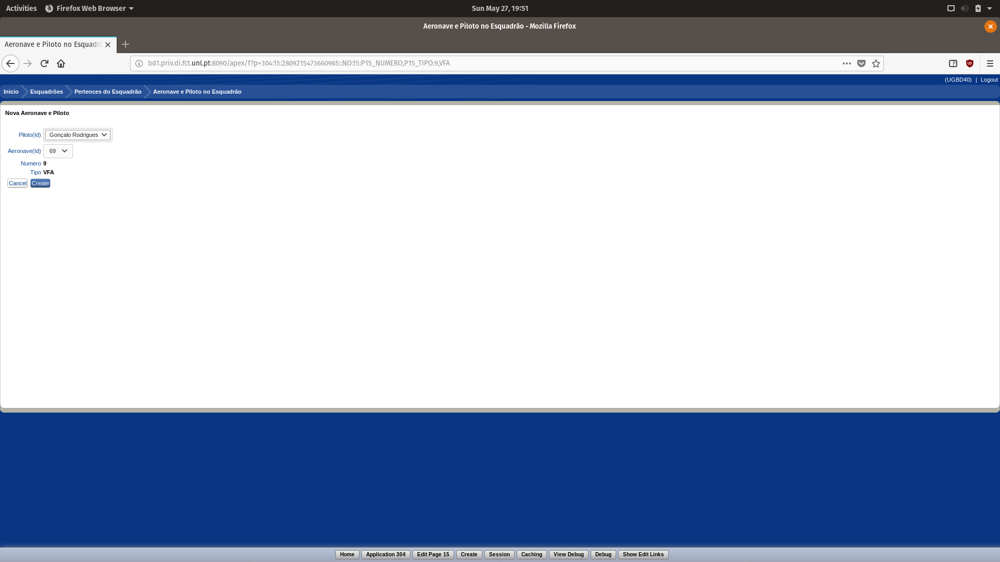 Activities Firefox Web Browser Sun May 27, 19:51
Aeronave e Piloto no Esquadrão - Mozilla Firefox
Aeronave e Piloto no Esquadrã
bd1.priv.di.fct.unl.pt:8090/apex/f?p=304:15:2809215473660965::NO:15:P15_NUMERO,P15_TIPO:9,VFA
(UGBD40) | Logout
Inicio Esquadrões Pertences do Esquadrão Aeronave e Piloto no Esquadrão
Nova Aeronave e Piloto
Piloto(Id) Gonçalo Rodrigues
Aeronave(Id) 69
Numero 9
Tipo VFA
Cancel Create
Home Application 304 Edit Page 15 Create Session Caching View Debug Debug Show Edit Links